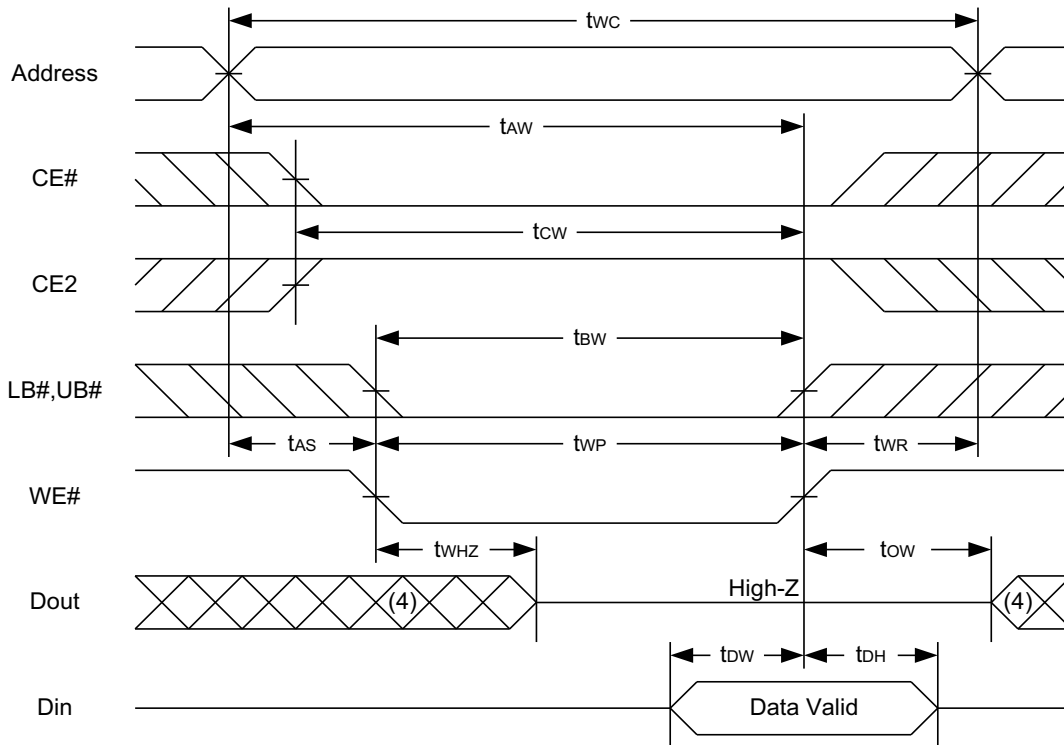 tWC
Address
tAW
CE#
tCW
CE2
tBW
LB#,UB#
tAS
tWP
tWR
WE#
tWHZ
tOW
Dout
(4)
High-Z
(4)
tDW
tDH
Din
Data Valid